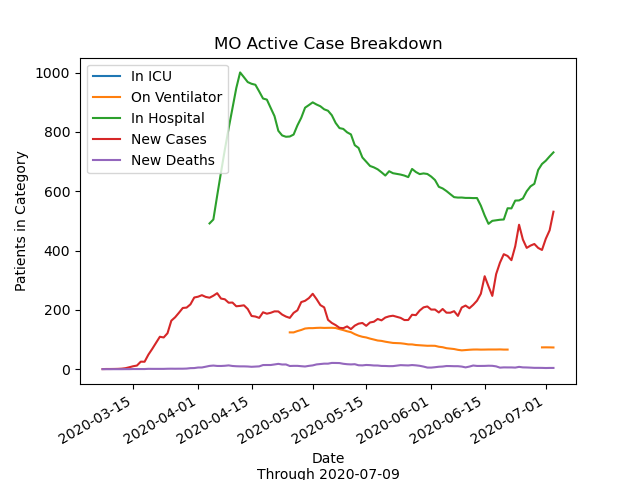 MO Active Case Breakdown
In ICU
On Ventilator
In Hospital
New Cases
New Deaths
Patients in Category
1000
800
600
400
200
0
2020-03-15
2020-04-01
2020-04-15
2020-05-01
2020-05-15
2020-06-01
2020-06-15
2020-07-01
Date
Through 2020-07-09